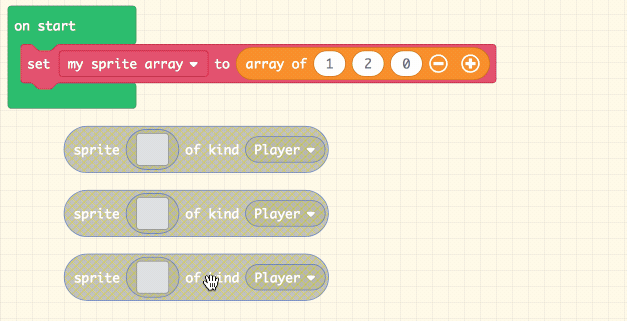 on start
set my sprite array to array of 1 2 0
sprite of kind Player
sprite of kind Player
sprite of kind Player